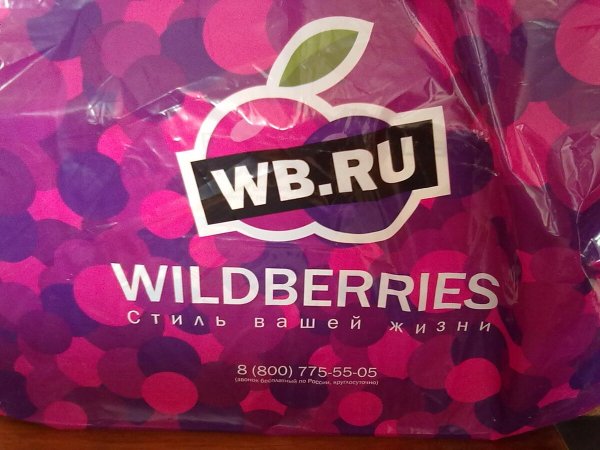 WB.RU
WILDBERRIES
Стиль вашей жизни
8 (800) 775-55-05
(звонок бесплатный по России, круглосуточно)